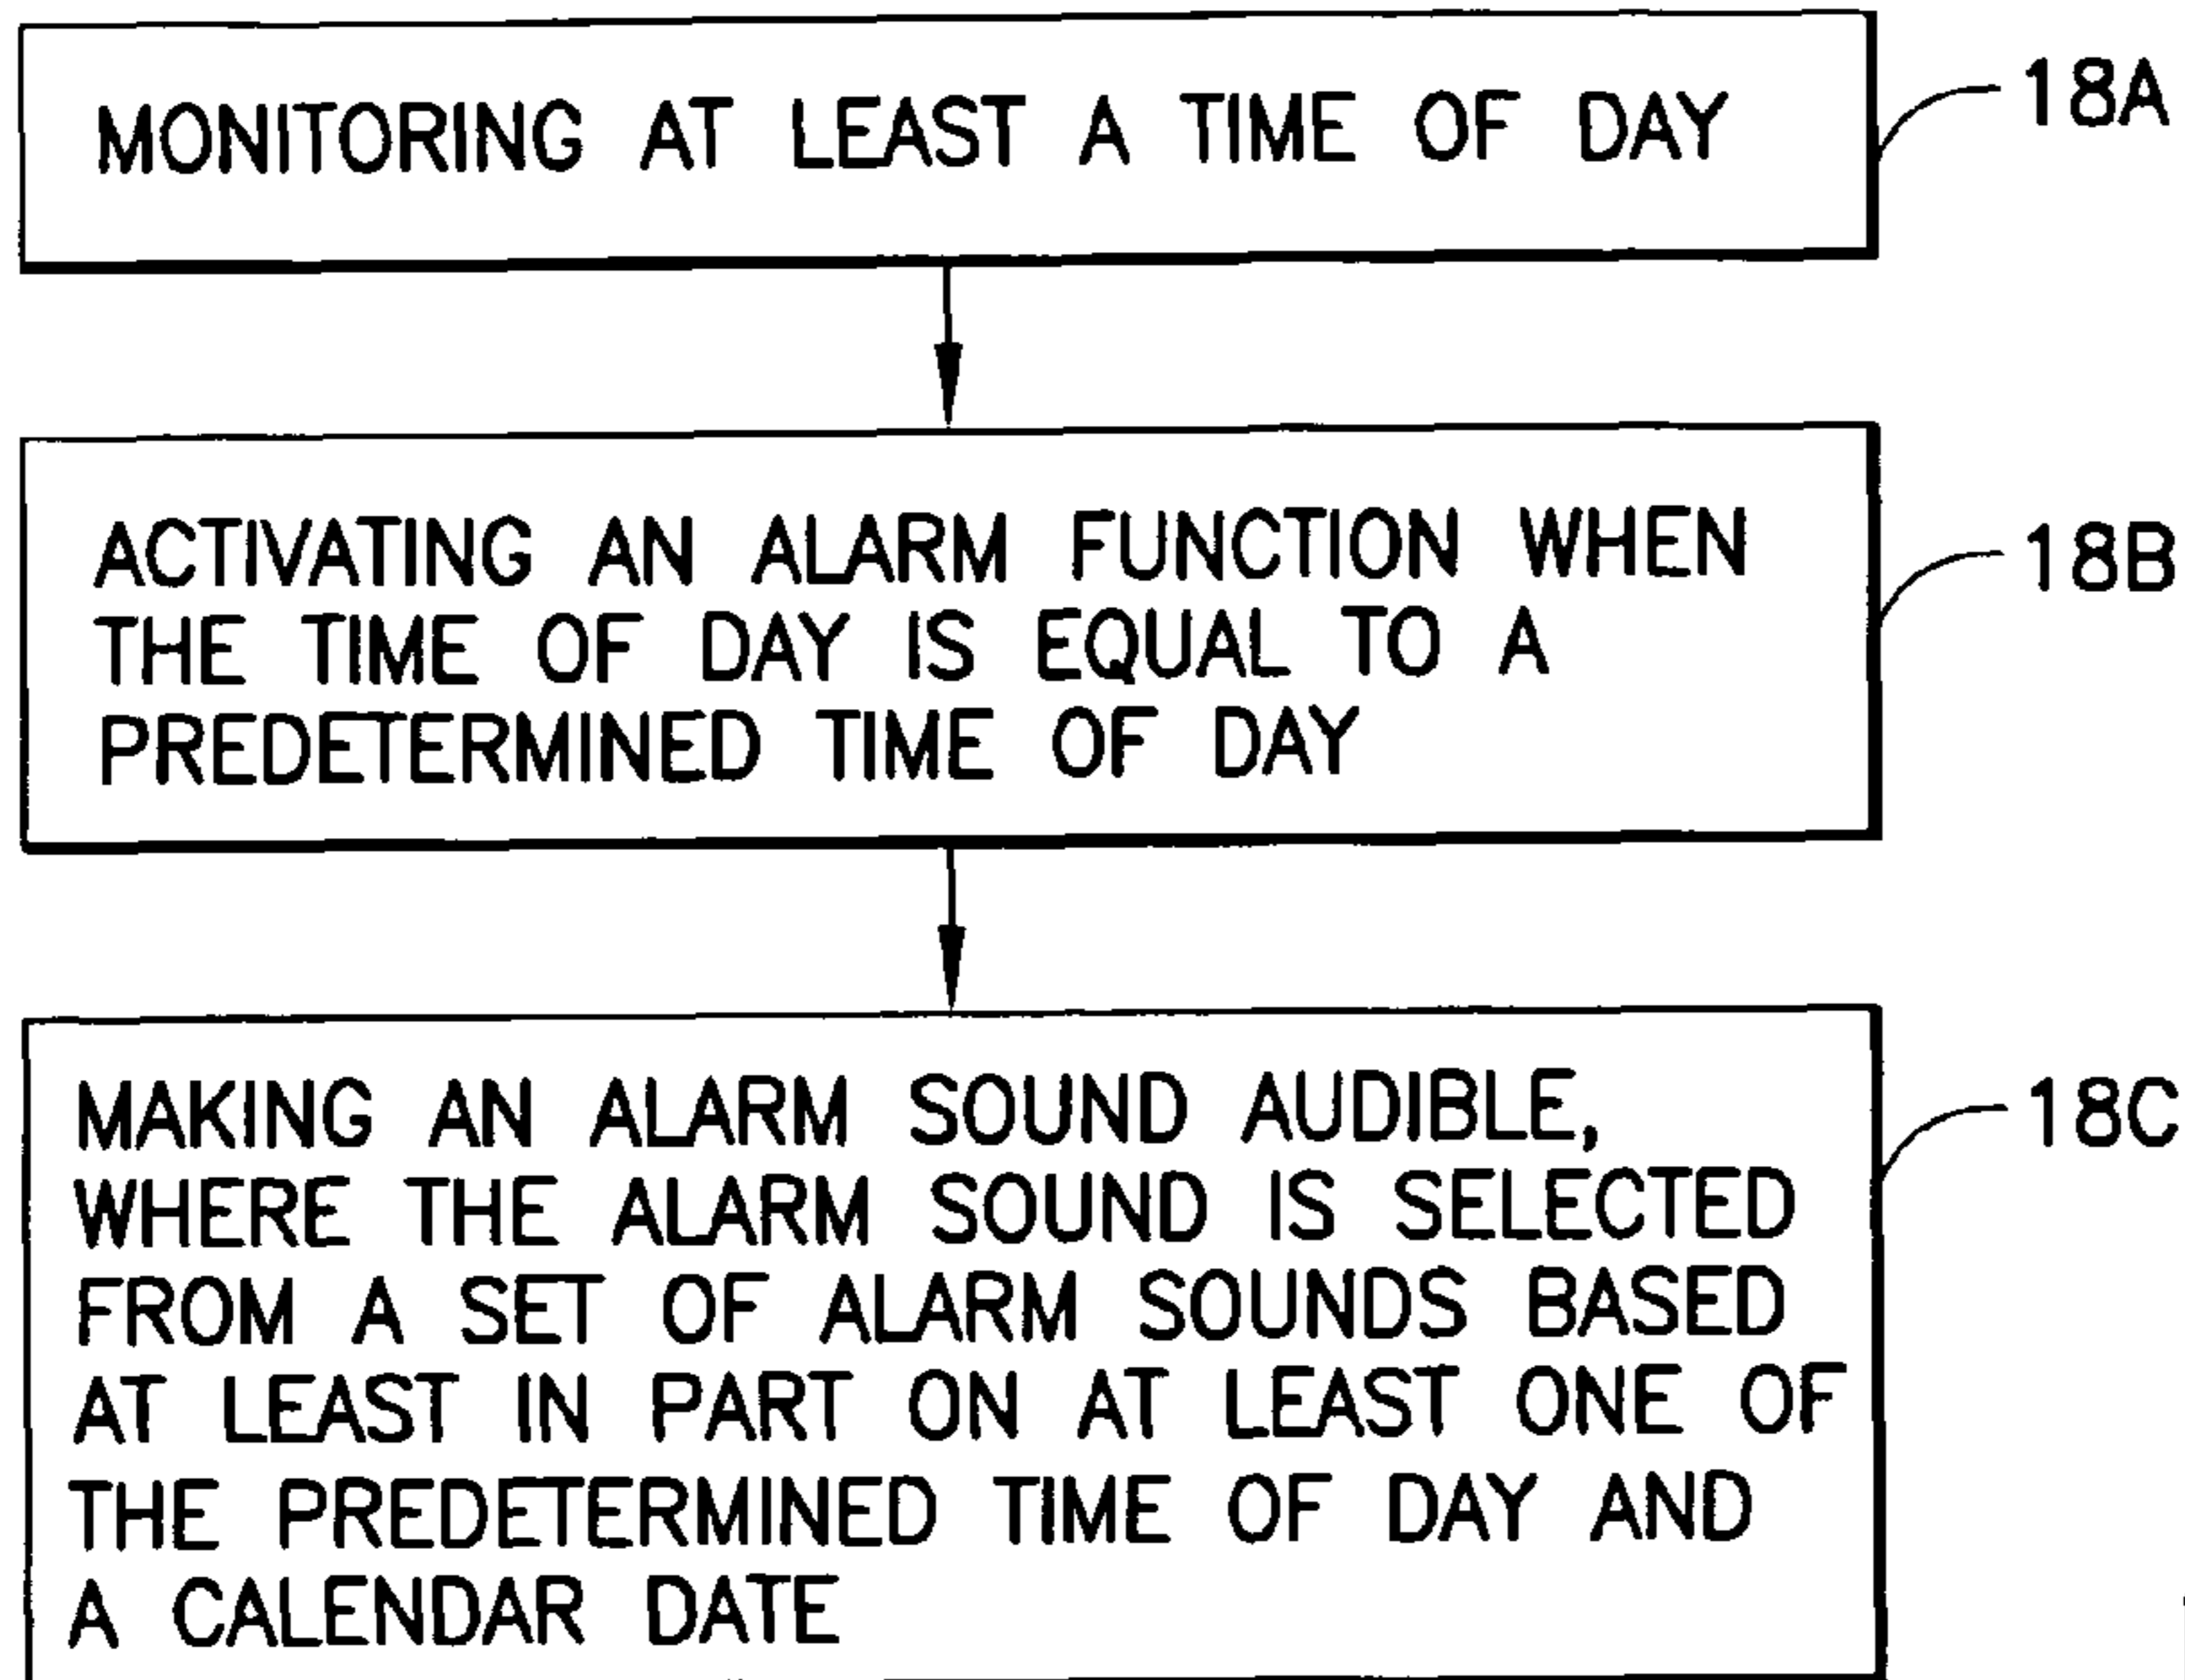 MONITORING AT LEAST A TIME OF DAY
18A
ACTIVATING AN ALARM FUNCTION WHEN
THE TIME OF DAY IS EQUAL TO A
PREDETERMINED TIME OF DAY
18B
MAKING AN ALARM SOUND AUDIBLE,
WHERE THE ALARM SOUND IS SELECTED
FROM A SET OF ALARM SOUNDS BASED
AT LEAST IN PART ON AT LEAST ONE OF
THE PREDETERMINED TIME OF DAY AND
A CALENDAR DATE
18C